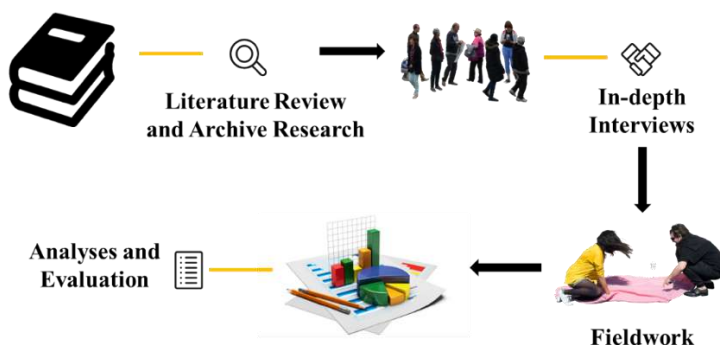 Literature Review
and Archive Research
In-depth
Interviews
Fieldwork
Analyses and
Evaluation